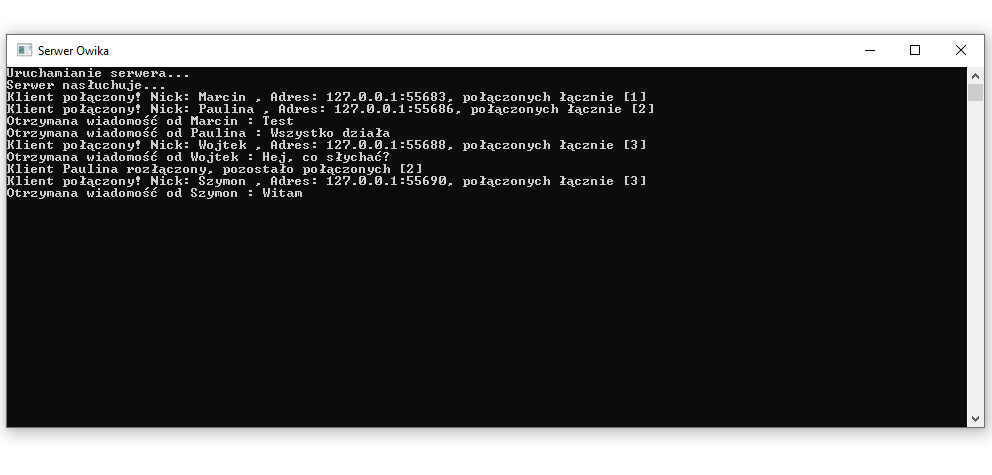 Serwer Owika
Uruchamianie serwera...
Serwer nasłuchuje...
Klient połączony! Nick: Marcin , Adres: 127.0.0.1:55683, połączonych łącznie [1]
Klient połączony! Nick: Paulina , Adres: 127.0.0.1:55686, połączonych łącznie [2]
Otrzymana wiadomość od Marcin : Test
Otrzymana wiadomość od Paulina : Wszystko działa
Klient połączony! Nick: Wojtek , Adres: 127.0.0.1:55688, połączonych łącznie [3]
Otrzymana wiadomość od Wojtek : Hej, co słychać?
Klient Paulina rozłączony, pozostało połączonych [2]
Klient połączony! Nick: Szymon , Adres: 127.0.0.1:55690, połączonych łącznie [3]
Otrzymana wiadomość od Szymon : Witam